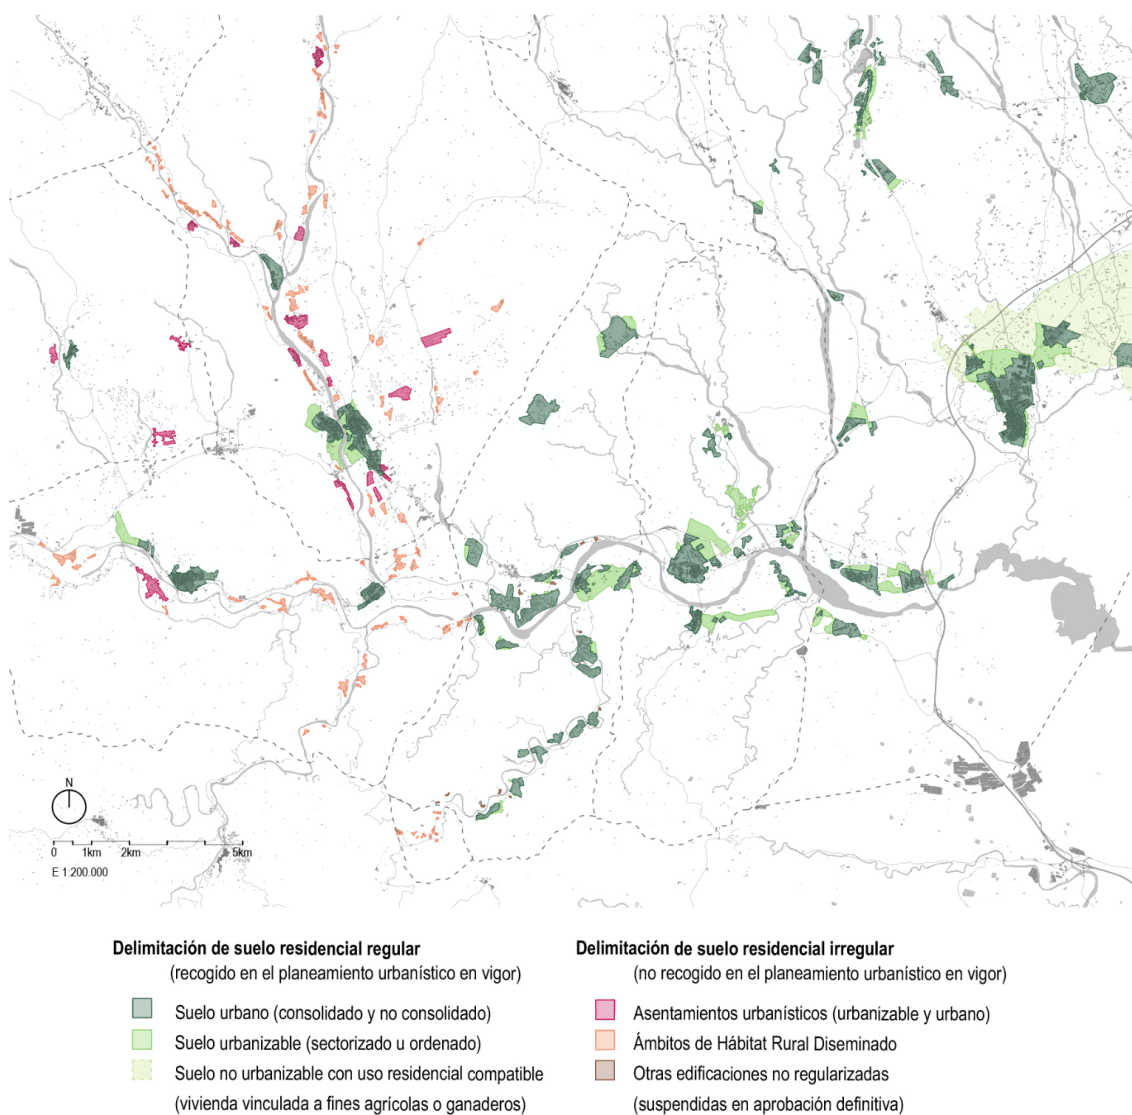 N
0 1km 2km 5km
E 1:200.000
Delimitación de suelo residencial regular
(recogido en el planeamiento urbanístico en vigor)
Suelo urbano (consolidado y no consolidado)
Suelo urbanizable (sectorizado u ordenado)
Suelo no urbanizable con uso residencial compatible
(vivienda vinculada a fines agrícolas o ganaderos)
Delimitación de suelo residencial irregular
(no recogido en el planeamiento urbanístico en vigor)
Asentamientos urbanísticos (urbanizable y urbano)
Ámbitos de Hábitat Rural Diseminado
Otras edificaciones no regularizadas
(suspendidas en aprobación definitiva)